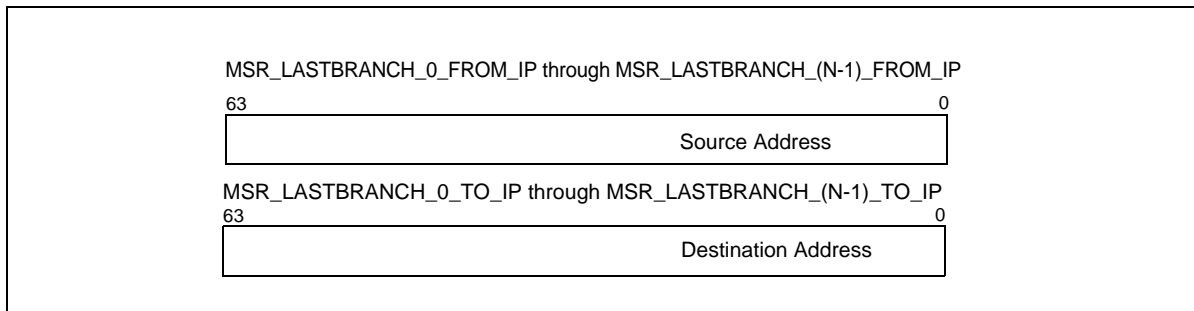 MSR_LASTBRANCH_0_FROM_IP through MSR_LASTBRANCH_(N-1)_FROM_IP
63 0
Source Address
MSR_LASTBRANCH_0_TO_IP through MSR_LASTBRANCH_(N-1)_TO_IP
63 0
Destination Address